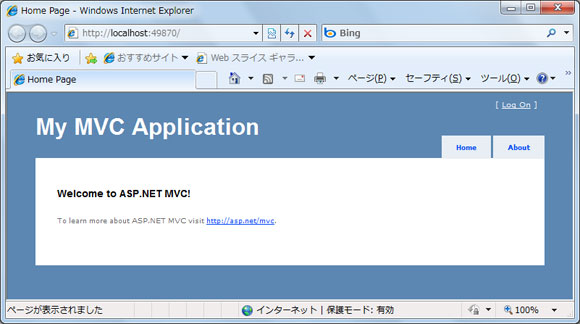 Home Page - Windows Internet Explorer
http://localhost:49870/
Bing
お気に入り
おすすめサイト
Web スライス ギャラ...
Home Page
ページ(P)
セーフティ(S)
ツール(O)
[ Log On ]
My MVC Application
Home
About
Welcome to ASP.NET MVC!
To learn more about ASP.NET MVC visit http://asp.net/mvc.
ページが表示されました
インターネット | 保護モード: 有効
100%